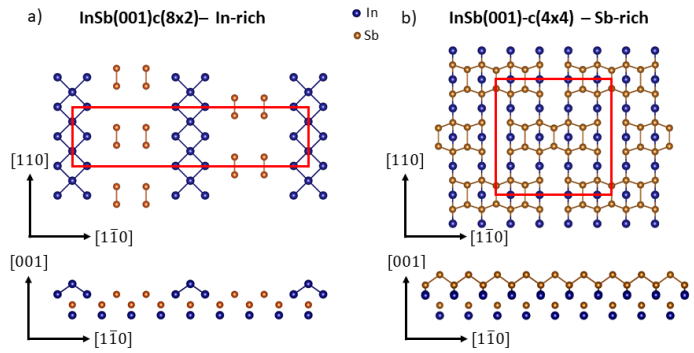 a) InSb(001)c(8x2)– In-rich
In
Sb
b) InSb(001)-c(4x4) – Sb-rich
[110]
[11̅0]
[001]
[11̅0]
[110]
[11̅0]
[001]
[11̅0]